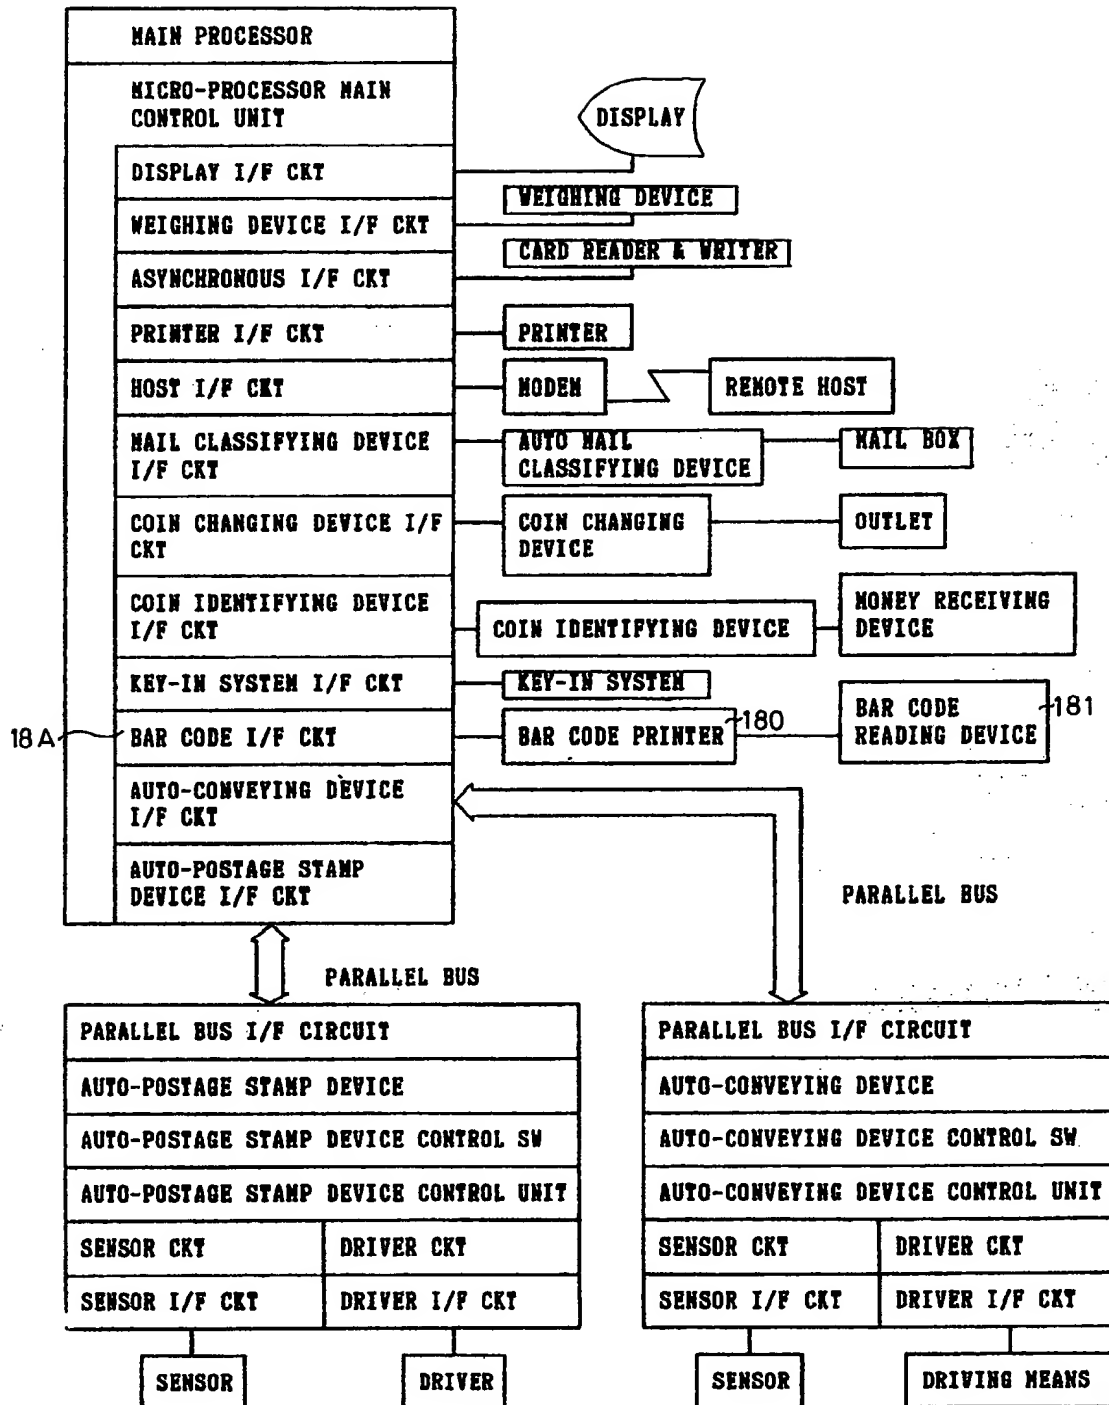 MAIN PROCESSOR
MICRO-PROCESSOR MAIN
CONTROL UNIT
DISPLAY
DISPLAY I/F CKT
WEIGHING DEVICE
WEIGHING DEVICE I/F CKT
CARD READER & WRITER
ASYNCHRONOUS I/F CKT
PRINTER I/F CKT
PRINTER
HOST I/F CKT
MODEM
REMOTE HOST
MAIL CLASSIFYING DEVICE
I/F CKT
AUTO MAIL
CLASSIFYING DEVICE
MAIL BOX
COIN CHANGING DEVICE I/F
CKT
COIN CHANGING
DEVICE
OUTLET
COIN IDENTIFYING DEVICE
I/F CKT
COIN IDENTIFYING DEVICE
MONEY RECEIVING
DEVICE
KEY-IN SYSTEM I/F CKT
KEY-IN SYSTEM
18A
BAR CODE I/F CKT
BAR CODE PRINTER
180
BAR CODE
READING DEVICE
181
AUTO-CONVEYING DEVICE
I/F CKT
AUTO-POSTAGE STAMP
DEVICE I/F CKT
PARALLEL BUS
PARALLEL BUS
PARALLEL BUS I/F CIRCUIT
AUTO-POSTAGE STAMP DEVICE
AUTO-POSTAGE STAMP DEVICE CONTROL SW
AUTO-POSTAGE STAMP DEVICE CONTROL UNIT
SENSOR CKT
DRIVER CKT
SENSOR I/F CKT
DRIVER I/F CKT
SENSOR
DRIVER
PARALLEL BUS I/F CIRCUIT
AUTO-CONVEYING DEVICE
AUTO-CONVEYING DEVICE CONTROL SW
AUTO-CONVEYING DEVICE CONTROL UNIT
SENSOR CKT
DRIVER CKT
SENSOR I/F CKT
DRIVER I/F CKT
SENSOR
DRIVING MEANS